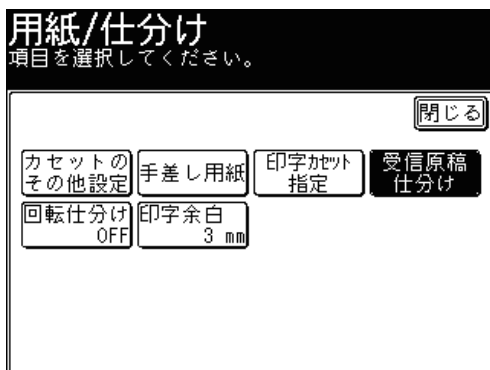 用紙/仕分け
項目を選択してください。
閉じる
カセットの
その他設定
手差し用紙
印字ｶｾｯﾄ
指定
受信原稿
仕分け
回転仕分け
OFF
印字余白
3 mm